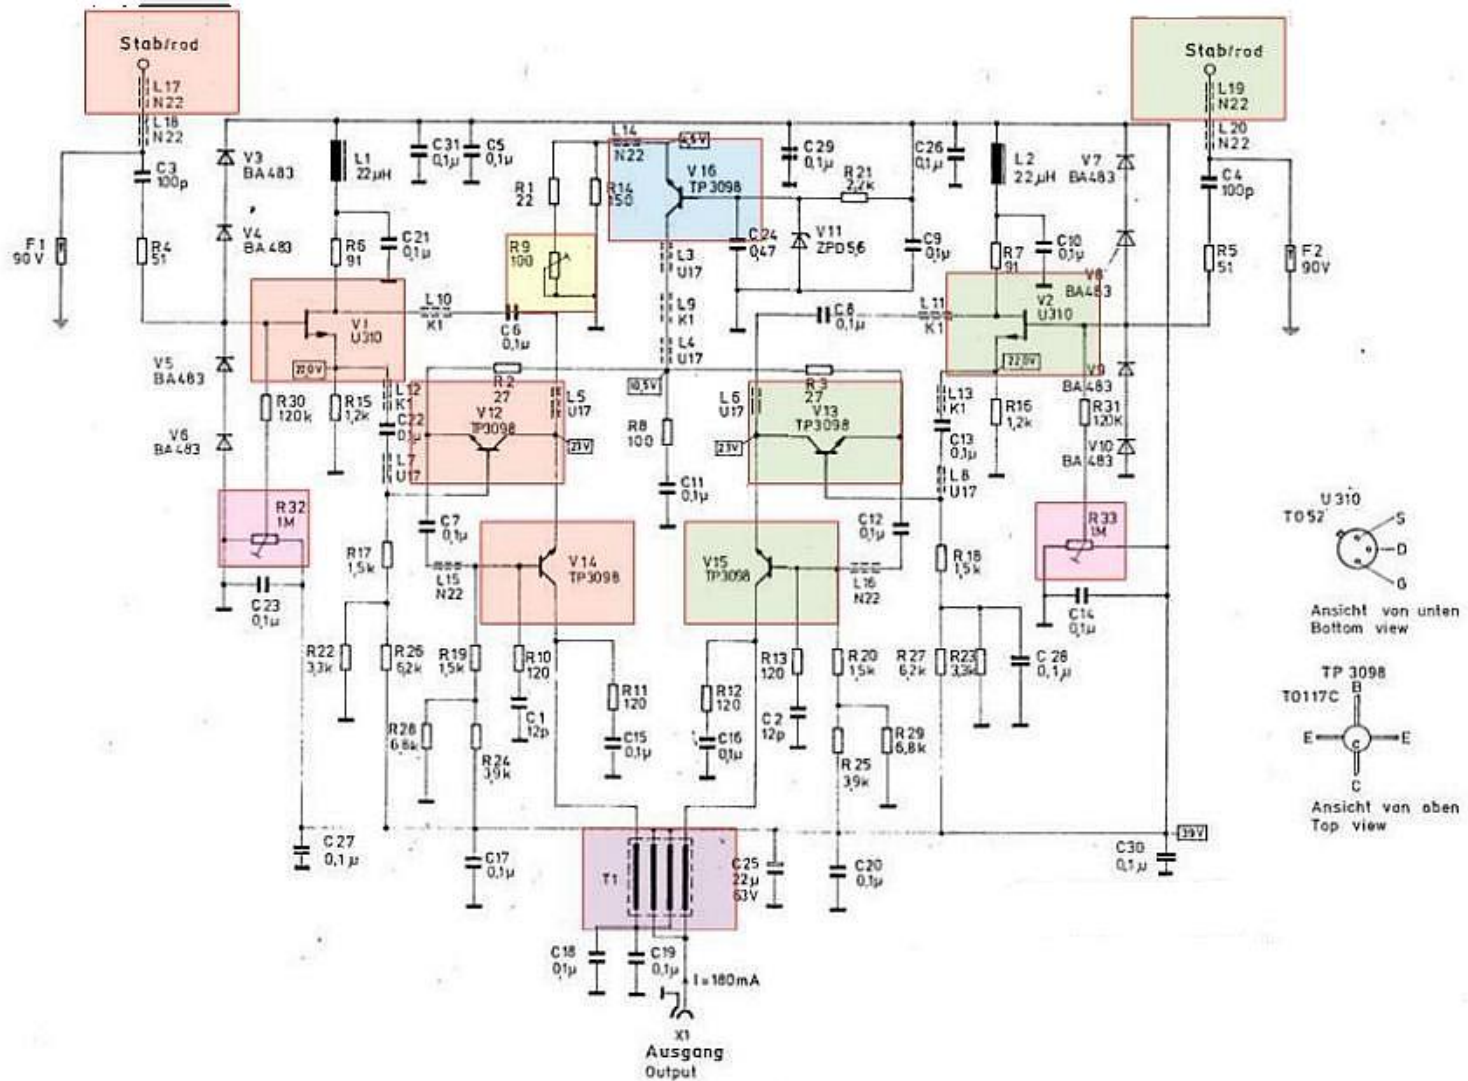 Stab/rod
L17
N22
L18
N22
C3
100p
F1
90V
R4
51
V3
BA483
V4
BA483
L1
22µH
C31
0,1µ
C5
0,1µ
R6
91
C21
0,1µ
R1
22
R14
150
L14
N22
4,5V
V16
TP3098
R9
100
C29
0,1µ
R21
2,2k
V11
ZPD5,6
C24
0,47
C9
0,1µ
C26
0,1µ
L2
22µH
R7
91
C10
0,1µ
V7
BA483
V8
BA483
Stab/rod
L19
N22
L20
N22
C4
100p
R5
51
F2
90V
V1
U310
L10
K1
C6
0,1µ
L3
U17
L9
K1
L4
U17
C8
0,1µ
L11
K1
V2
U310
22,0V
V5
BA483
V6
BA483
R30
120k
R15
1,2k
L12
K1
C22
0,1µ
L7
U17
R2
27
V12
TP3098
L5
U17
23V
10,5V
R8
100
C11
0,1µ
L6
U17
23V
R3
27
V13
TP3098
L13
K1
C13
0,1µ
L8
U17
R16
1,2k
V9
BA483
R31
120K
V10
BA483
R32
1M
C23
0,1µ
R17
1,5k
C7
0,1µ
L15
N22
V14
TP3098
V15
TP3098
C12
0,1µ
L16
N22
R18
1,5k
R33
1M
C14
0,1µ
R22
3,3k
R26
6,2k
R19
1,5k
R10
120
C1
12p
R11
120
C15
0,1µ
R12
120
C16
0,1µ
R13
120
C2
12p
R20
1,5k
R27
6,2k
R23
3,3k
C28
0,1µ
R28
6,8k
R24
3,9k
R25
3,9k
R29
6,8k
C27
0,1µ
C17
0,1µ
T1
C25
22µ
63V
C20
0,1µ
C30
0,1µ
39V
C18
0,1µ
C19
0,1µ
I=180mA
X1
Ausgang
Output
U310
TO52
S
D
G
Ansicht von unten
Bottom view
TP 3098
TO117C
B
E
C
E
C
Ansicht von oben
Top view